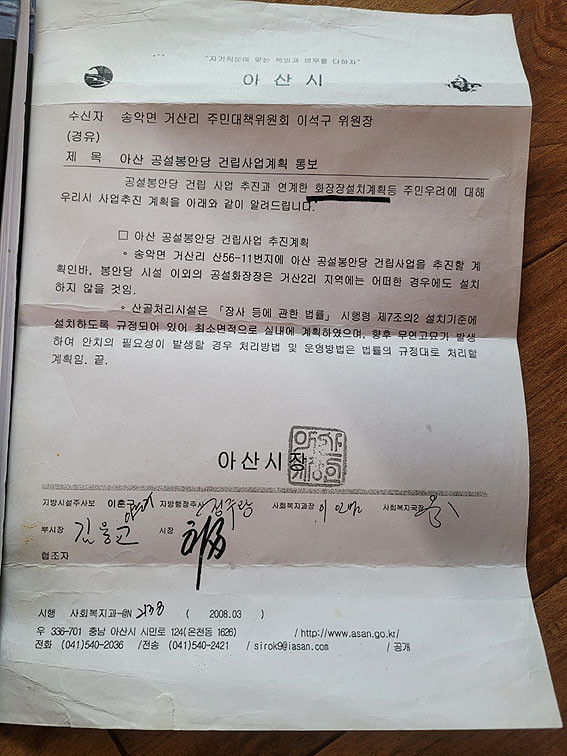 "자기직분에 맞는 책임과 의무를 다하자"
아 산 시
수신자 송악면 거산리 주민대책위원회 이석구 위원장
(경유)
제 목 아산 공설봉안당 건립사업계획 통보
공설봉안당 건립 사업 추진과 연계한 화장장설치계획등 주민우려에 대해
우리시 사업추진 계획을 아래와 같이 알려드립니다.
□ 아산 공설봉안당 건립사업 추진계획
◦ 송악면 거산리 산56-11번지에 아산 공설봉안당 건립사업을 추진할 계
획인바, 봉안당 시설 이외의 공설화장장은 거산2리 지역에는 어떠한 경우에도 설치
하지 않을 것임.
◦ 산골처리시설은 「장사 등에 관한 법률」 시행령 제7조의2 설치기준에
설치하도록 규정되어 있어 최소면적으로 실내에 계획하였으며, 향후 무연고묘가 발생
하여 안치의 필요성이 발생할 경우 처리방법 및 운영방법은 법률의 규정대로 처리할
계획임. 끝.
아산시장
지방시설주사보 이훈 지방행정주사 사회복지과장 사회복지국장
부시장 시장
협조자
시행 사회복지과-@N ( 2008.03 )
우 336-701 충남 아산시 시민로 124(온천동 1626) / http://www.asan.go.kr/
전화 (041)540-2036 /전송 (041)540-2421 / sirok9@iasan.com / 공개